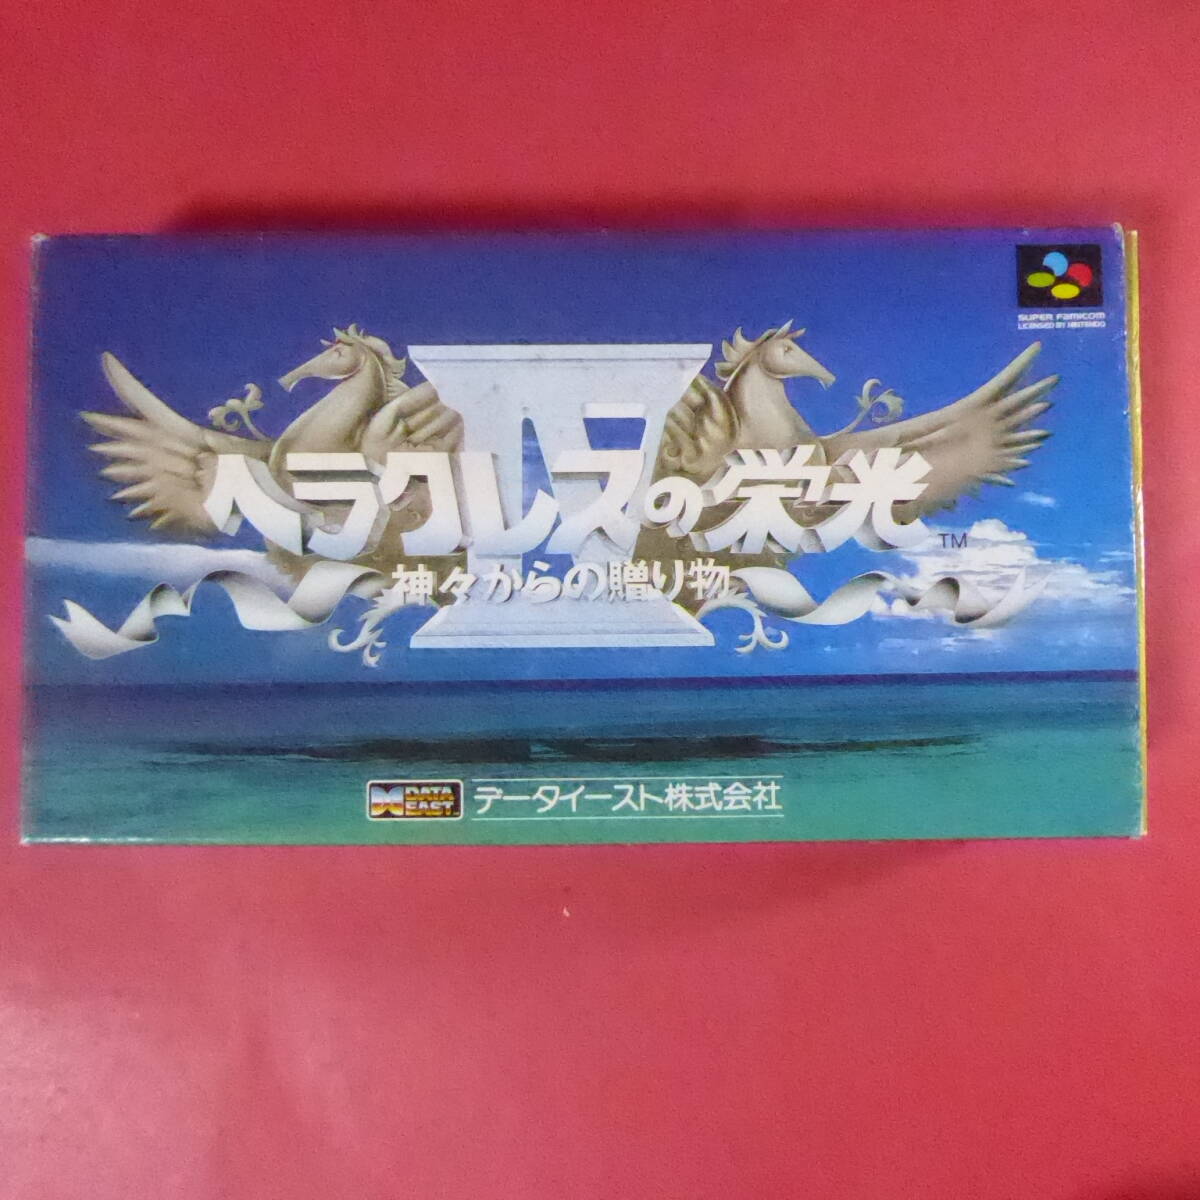 SUPER FAMICOM
LICENSED BY NINTENDO
IV
ヘラクレスの栄光
TM
神々からの贈り物
DATA
EAST
データイースト株式会社